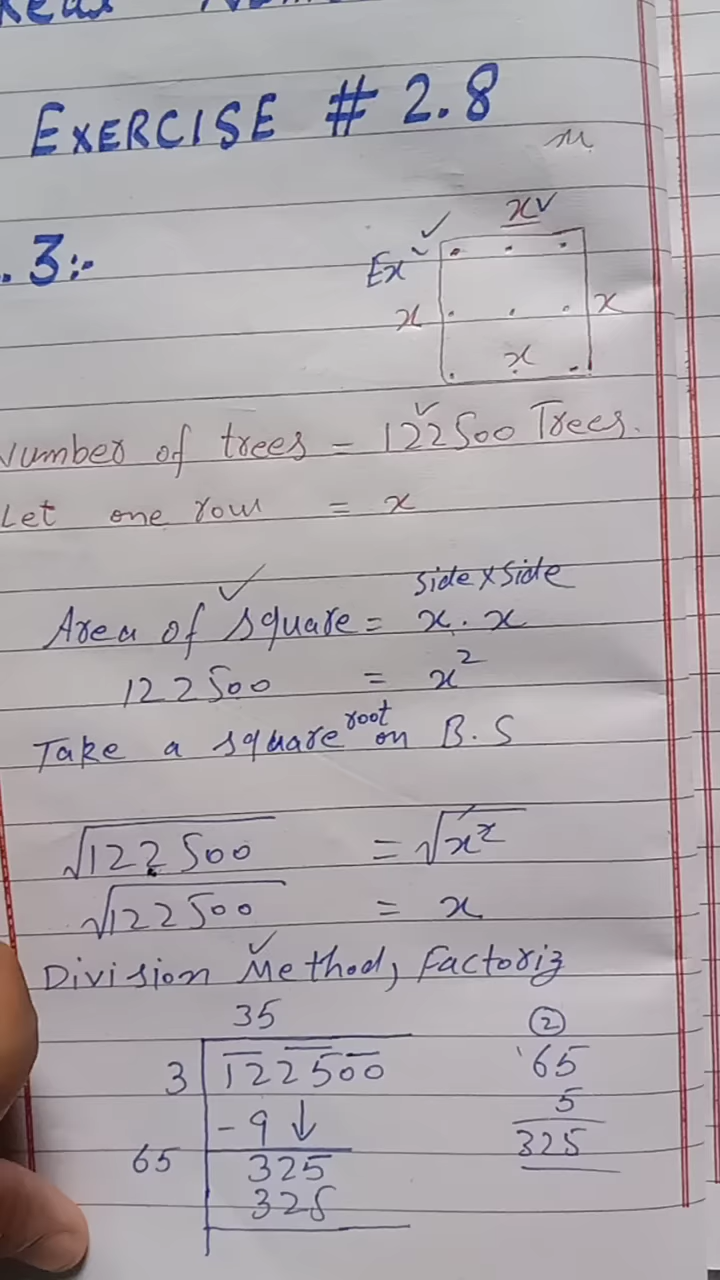 EXERCISE # 2.8
. 3:-
x
Ex
x
x
x
Number of trees = 122500 Trees.
Let one row = x
side x side
Area of square = x . x
122500 = x²
Take a square root on B.S
√122500 = √x²
√122500 = x
Division Method, Factoriz
35
②
3 122500
65
- 9 ↓
5
65 325
325
325